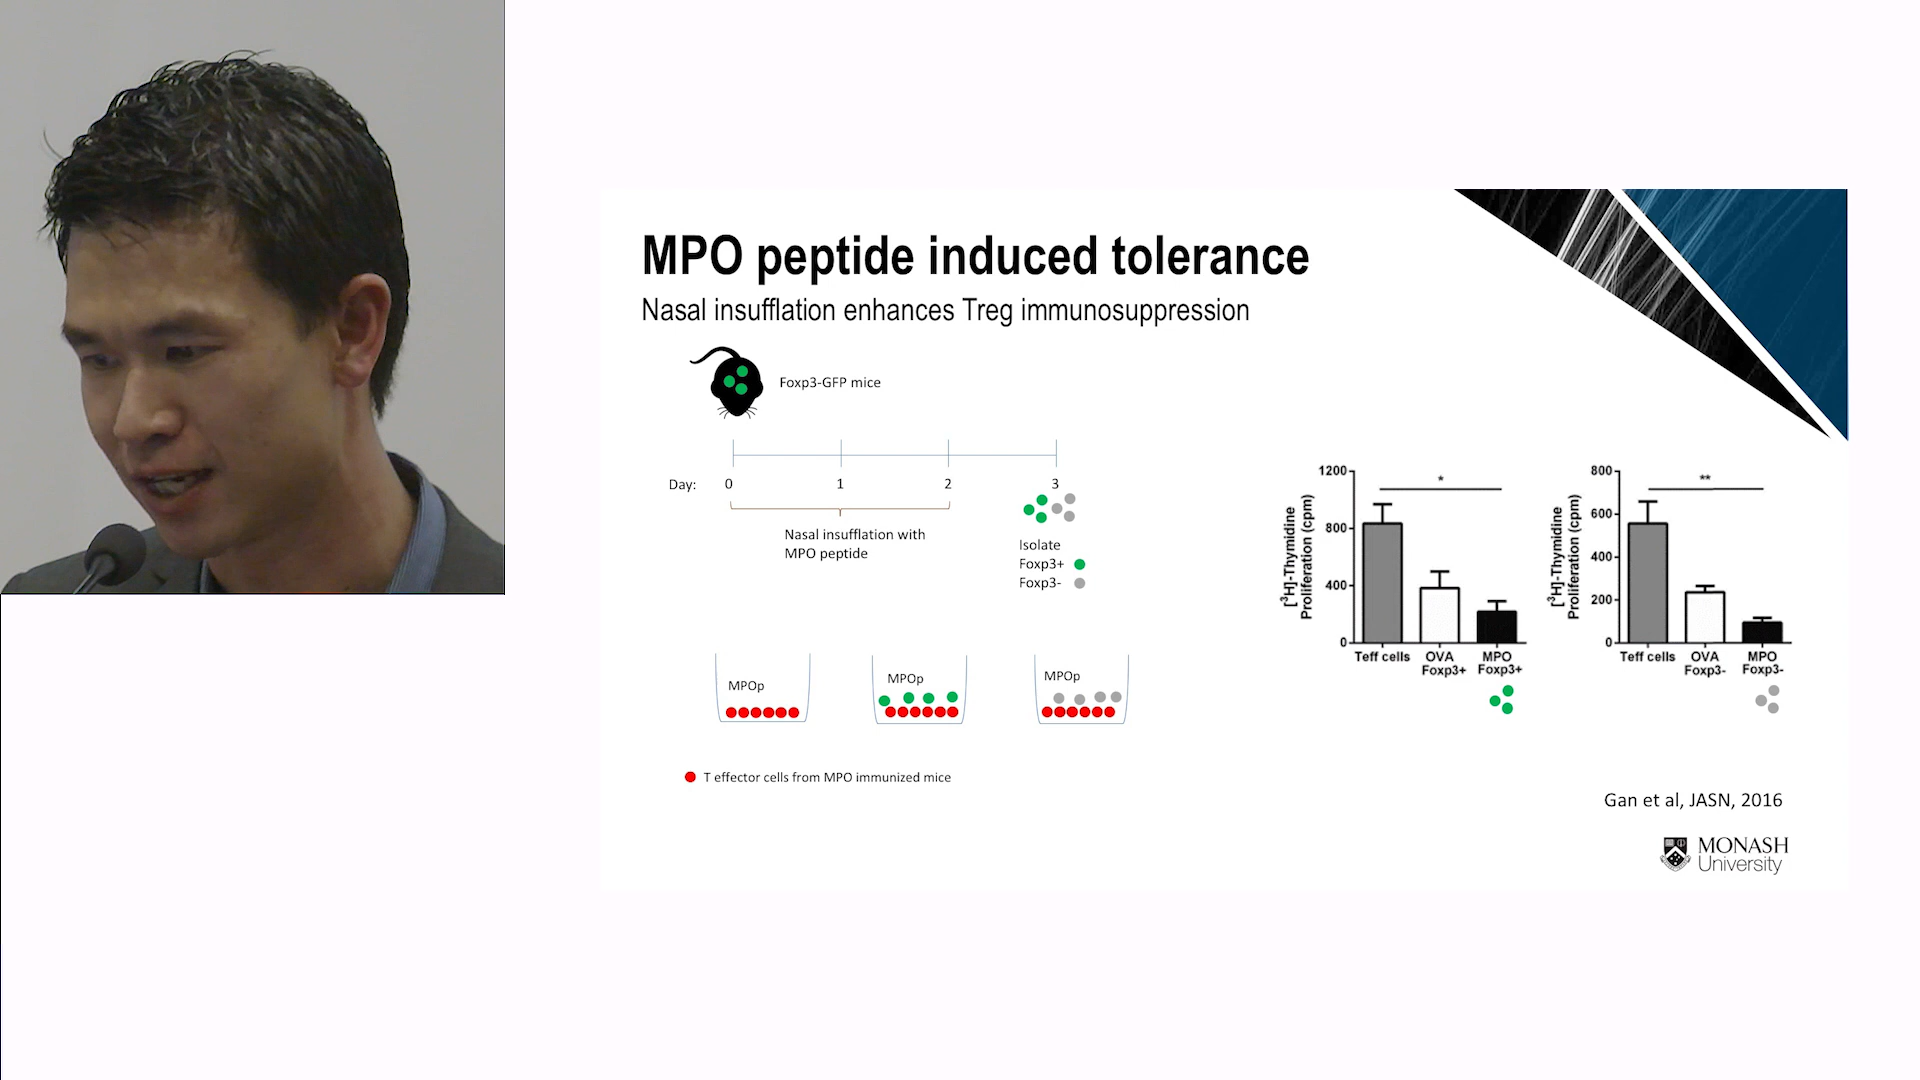 MPO peptide induced tolerance
Nasal insufflation enhances Treg immunosuppression
Foxp3-GFP mice
Day: 0 1 2 3
Nasal insufflation with
MPO peptide
Isolate
Foxp3+
Foxp3-
MPOp
MPOp
MPOp
T effector cells from MPO immunized mice
[³H]-Thymidine
Proliferation (cpm)
1200
800
400
0
*
Teff cells
OVA
Foxp3+
MPO
Foxp3+
[³H]-Thymidine
Proliferation (cpm)
800
600
400
200
0
**
Teff cells
OVA
Foxp3-
MPO
Foxp3-
Gan et al, JASN, 2016
MONASH
University